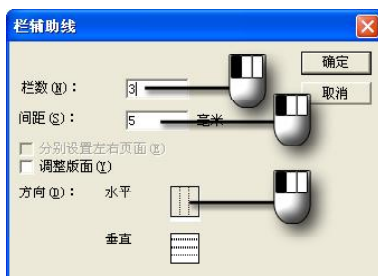 栏辅助线
栏数(N)： 3 确定
间距(S)： 5 毫米 取消
分别设置左右页面(E)
调整版面(Y)
方向(D)： 水平
垂直